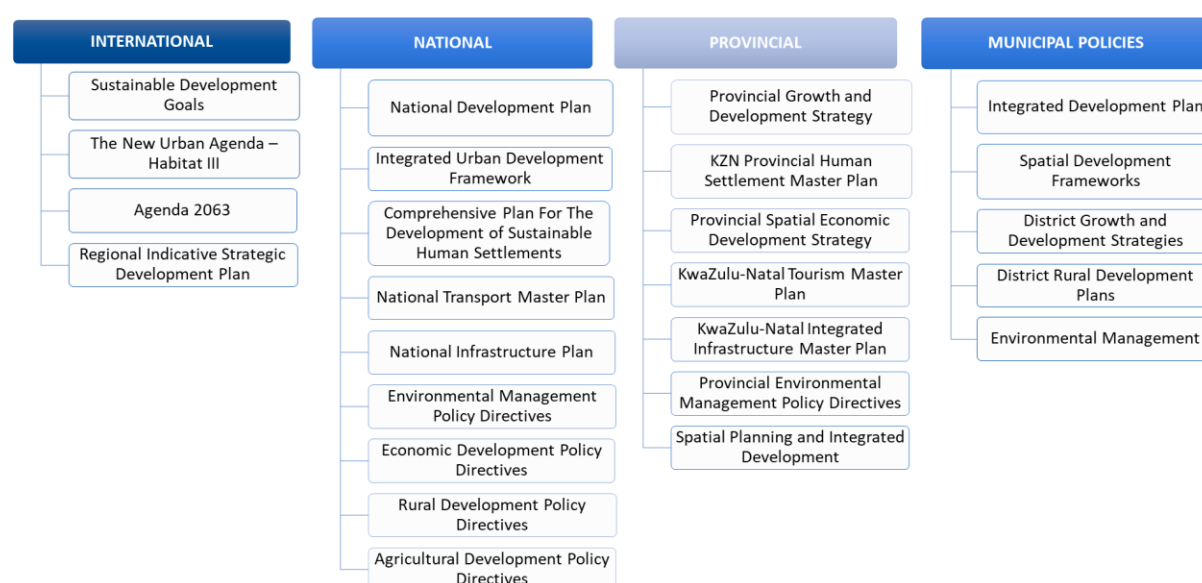 INTERNATIONAL
Sustainable Development
Goals
The New Urban Agenda –
Habitat III
Agenda 2063
Regional Indicative Strategic
Development Plan
NATIONAL
National Development Plan
Integrated Urban Development
Framework
Comprehensive Plan For The
Development of Sustainable
Human Settlements
National Transport Master Plan
National Infrastructure Plan
Environmental Management
Policy Directives
Economic Development Policy
Directives
Rural Development Policy
Directives
Agricultural Development Policy
Directives
PROVINCIAL
Provincial Growth and
Development Strategy
KZN Provincial Human
Settlement Master Plan
Provincial Spatial Economic
Development Strategy
KwaZulu-Natal Tourism Master
Plan
KwaZulu-Natal Integrated
Infrastructure Master Plan
Provincial Environmental
Management Policy Directives
Spatial Planning and Integrated
Development
MUNICIPAL POLICIES
Integrated Development Plan
Spatial Development
Frameworks
District Growth and
Development Strategies
District Rural Development
Plans
Environmental Management